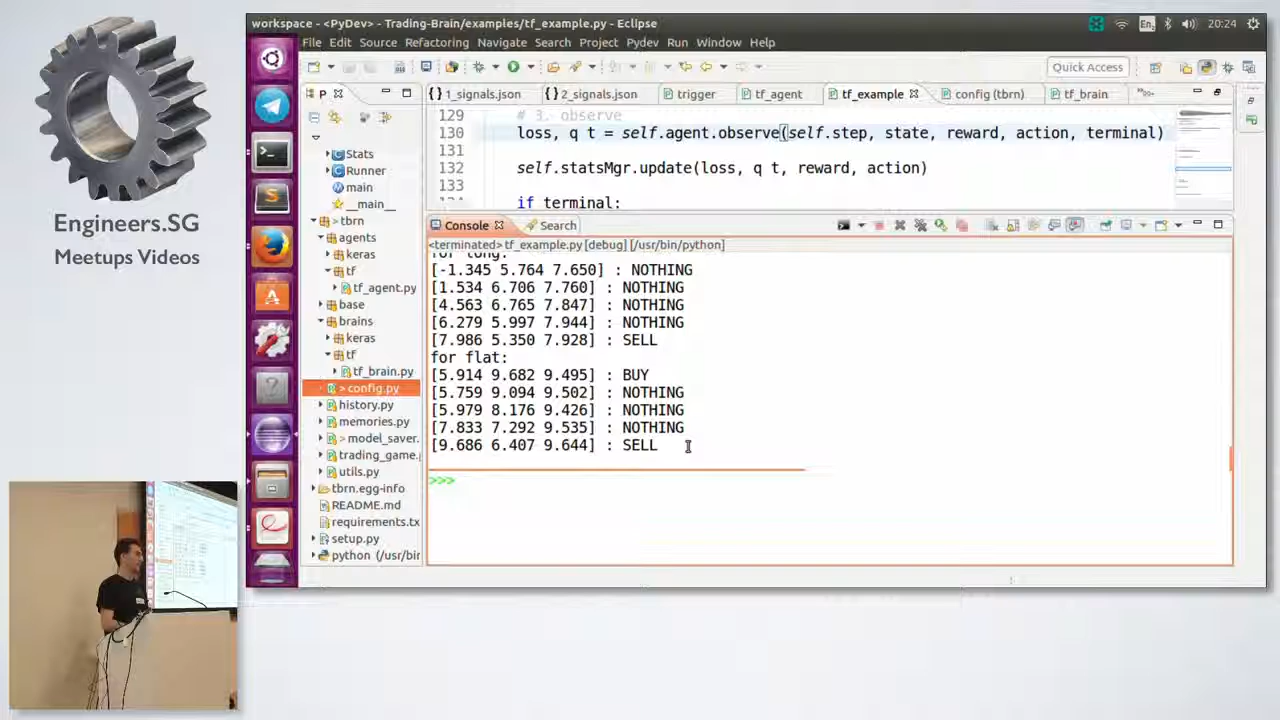 Engineers.SG
Meetups Videos
workspace - <PyDev> - Trading-Brain/examples/tf_example.py - Eclipse
En
20:24
File Edit Source Refactoring Navigate Search Project Pydev Run Window Help
Quick Access
P
1_signals.json
2_signals.json
trigger
tf_agent
tf_example
config (tbrn)
tf_brain
129 # 3. observe
130 loss, q t = self.agent.observe(self.step, state, reward, action, terminal)
131
132 self.statsMgr.update(loss, q t, reward, action)
133
if terminal:
Stats
Runner
main
__main__
> tbrn
agents
keras
tf
tf_agent.py
base
brains
keras
tf
tf_brain.py
> config.py
history.py
memories.py
> model_saver.
trading_game.
utils.py
tbrn.egg-info
README.md
requirements.tx
setup.py
python (/usr/bin
Console
Search
<terminated> tf_example.py [debug] [/usr/bin/python]
for long:
[-1.345 5.764 7.650] : NOTHING
[1.534 6.706 7.760] : NOTHING
[4.563 6.765 7.847] : NOTHING
[6.279 5.997 7.944] : NOTHING
[7.986 5.350 7.928] : SELL
for flat:
[5.914 9.682 9.495] : BUY
[5.759 9.094 9.502] : NOTHING
[5.979 8.176 9.426] : NOTHING
[7.833 7.292 9.535] : NOTHING
[9.686 6.407 9.644] : SELL
>>>